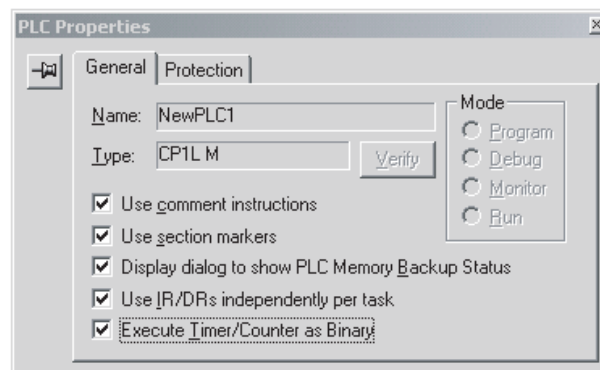 PLC Properties
General Protection
Name: NewPLC1
Type: CP1L M Verify
Mode
Program
Debug
Monitor
Run
Use comment instructions
Use section markers
Display dialog to show PLC Memory Backup Status
Use IR/DRs independently per task
Execute Timer/Counter as Binary